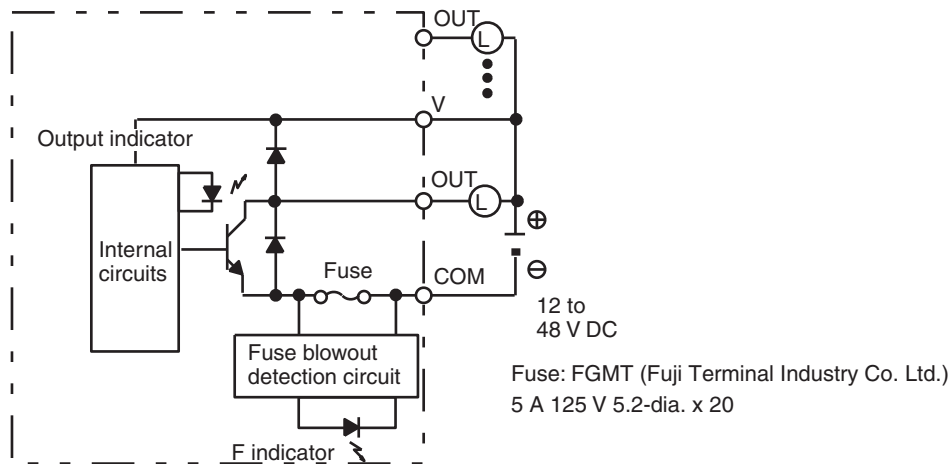 OUT
L
V
Output indicator
OUT
L
Internal
circuits
Fuse
COM
12 to
48 V DC
Fuse blowout
detection circuit
Fuse: FGMT (Fuji Terminal Industry Co. Ltd.)
5 A 125 V 5.2-dia. x 20
F indicator